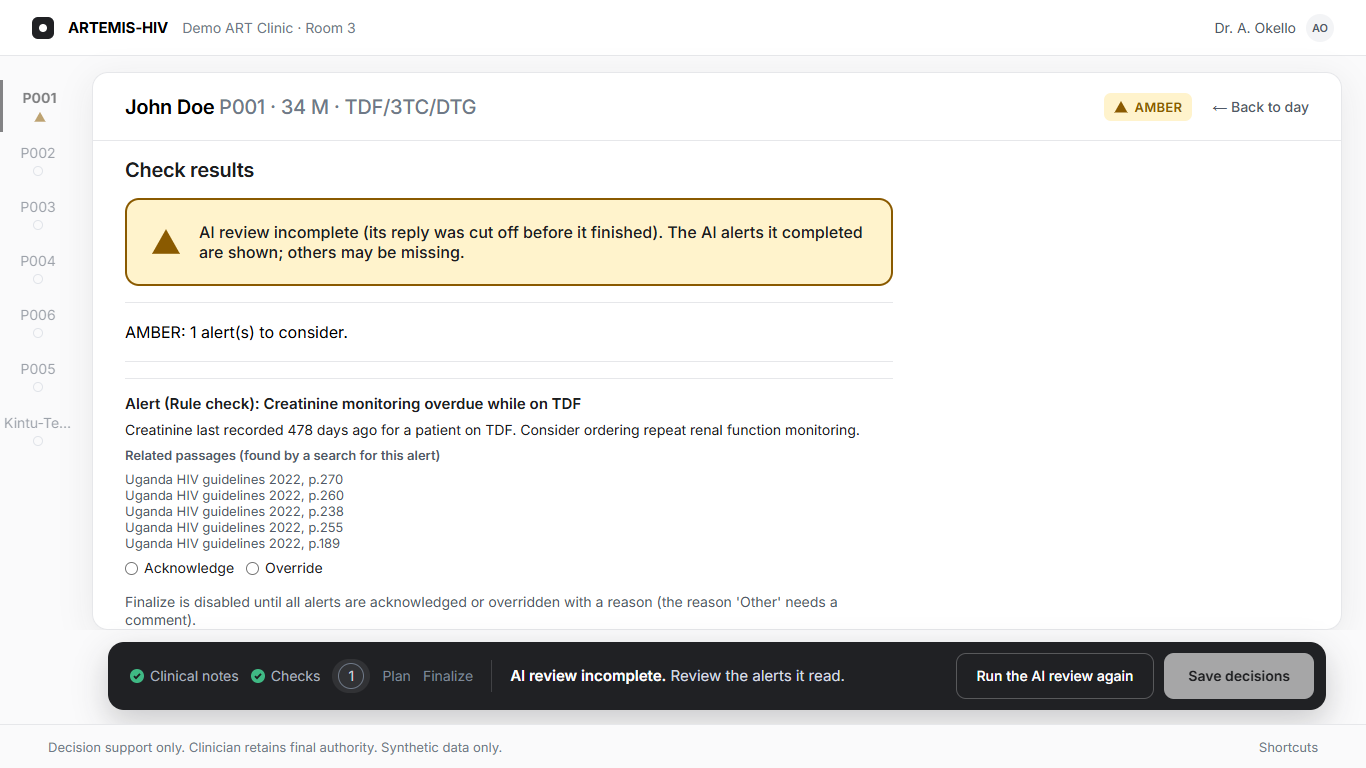 ARTEMIS-HIV Demo ART Clinic · Room 3
Dr. A. Okello AO
P001
P002
P003
P004
P006
P005
Kintu-Te...
John Doe P001 · 34 M · TDF/3TC/DTG
AMBER
← Back to day
Check results
AI review incomplete (its reply was cut off before it finished). The AI alerts it completed
are shown; others may be missing.
AMBER: 1 alert(s) to consider.
Alert (Rule check): Creatinine monitoring overdue while on TDF
Creatinine last recorded 478 days ago for a patient on TDF. Consider ordering repeat renal function monitoring.
Related passages (found by a search for this alert)
Uganda HIV guidelines 2022, p.270
Uganda HIV guidelines 2022, p.260
Uganda HIV guidelines 2022, p.238
Uganda HIV guidelines 2022, p.255
Uganda HIV guidelines 2022, p.189
Acknowledge Override
Finalize is disabled until all alerts are acknowledged or overridden with a reason (the reason 'Other' needs a
comment).
Clinical notes Checks 1 Plan Finalize
AI review incomplete. Review the alerts it read.
Run the AI review again
Save decisions
Decision support only. Clinician retains final authority. Synthetic data only.
Shortcuts